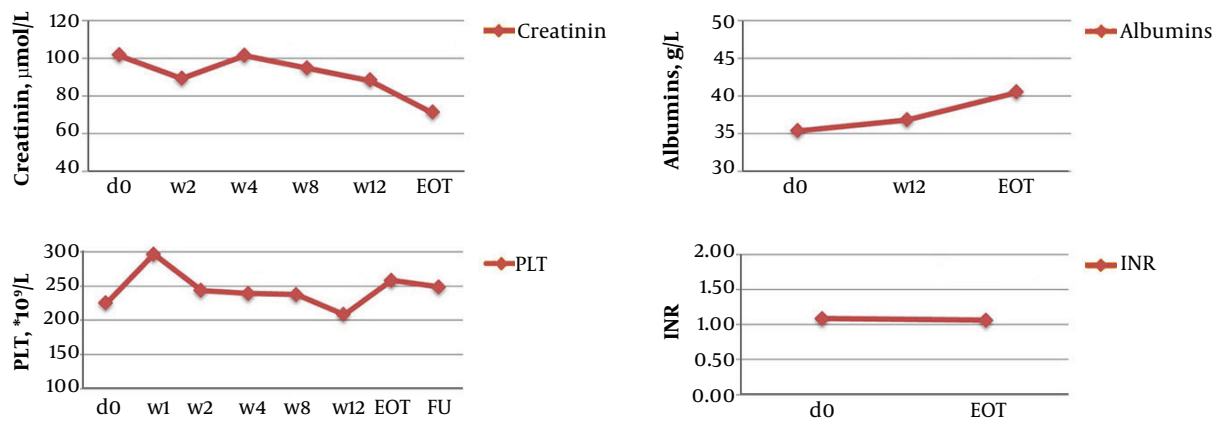 Creatinin, µmol/L
120
100
80
60
40
d0 w2 w4 w8 w12 EOT
Creatinin
Albumins, g/L
50
45
40
35
30
d0 w12 EOT
Albumins
PLT, *10⁹/L
300
250
200
150
100
d0 w1 w2 w4 w8 w12 EOT FU
PLT
INR
2.00
1.50
1.00
0.50
0.00
d0 EOT
INR